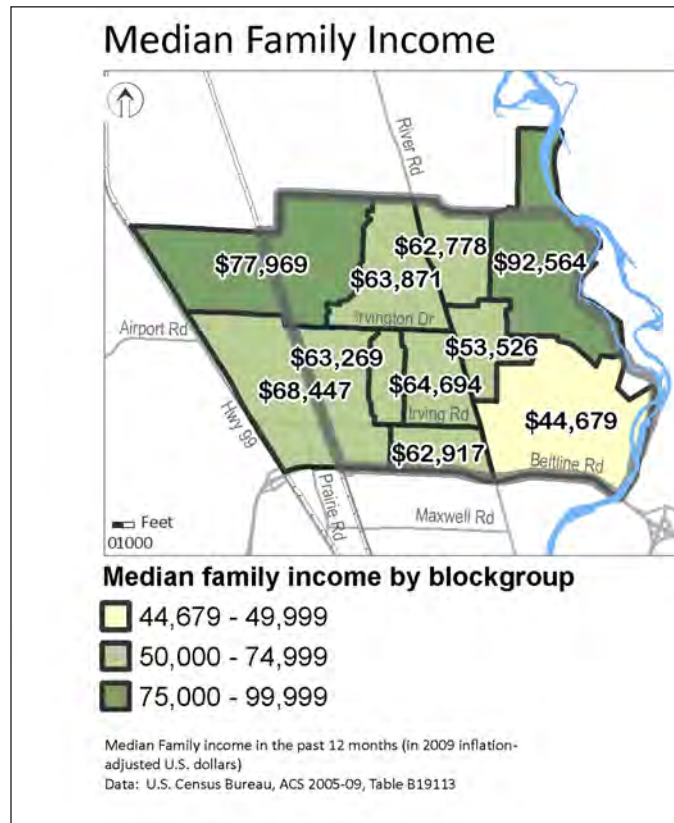 Median Family Income
River Rd
$62,778
$77,969
$92,564
$63,871
Irvington Dr
Airport Rd
$53,526
$63,269
$68,447
$64,694
Irving Rd
$44,679
Hwy 99
$62,917
Beltline Rd
Prairie Rd
Maxwell Rd
Feet
01000
Median family income by blockgroup
44,679 - 49,999
50,000 - 74,999
75,000 - 99,999
Median Family income in the past 12 months (in 2009 inflation-
adjusted U.S. dollars)
Data: U.S. Census Bureau, ACS 2005-09, Table B19113